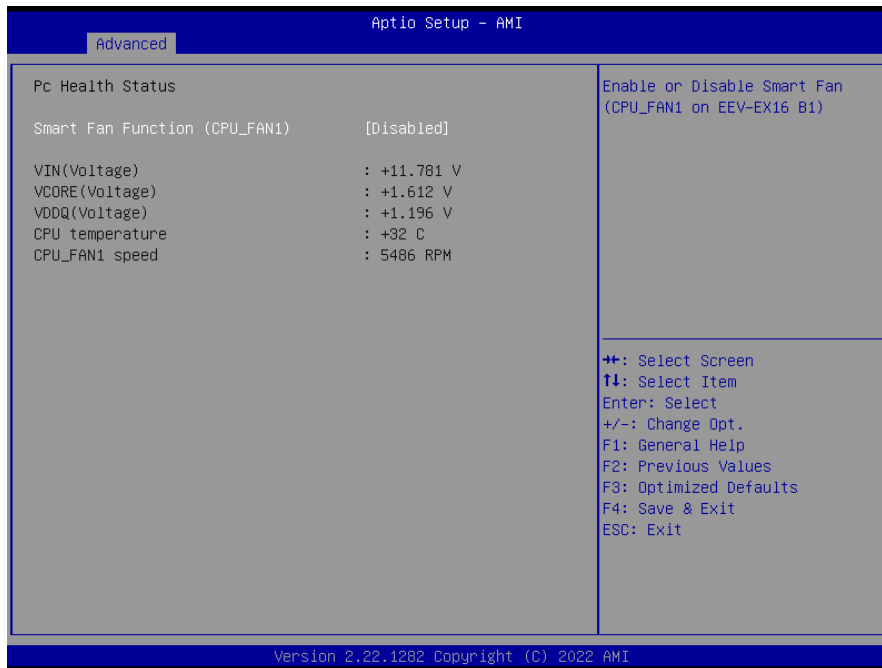 Aptio Setup – AMI
Advanced
Pc Health Status
Smart Fan Function (CPU_FAN1) [Disabled]
VIN(Voltage) : +11.781 V
VCORE(Voltage) : +1.612 V
VDDQ(Voltage) : +1.196 V
CPU temperature : +32 C
CPU_FAN1 speed : 5486 RPM
Enable or Disable Smart Fan
(CPU_FAN1 on EEV-EX16 B1)
→←: Select Screen
↑↓: Select Item
Enter: Select
+/-: Change Opt.
F1: General Help
F2: Previous Values
F3: Optimized Defaults
F4: Save & Exit
ESC: Exit
Version 2.22.1282 Copyright (C) 2022 AMI